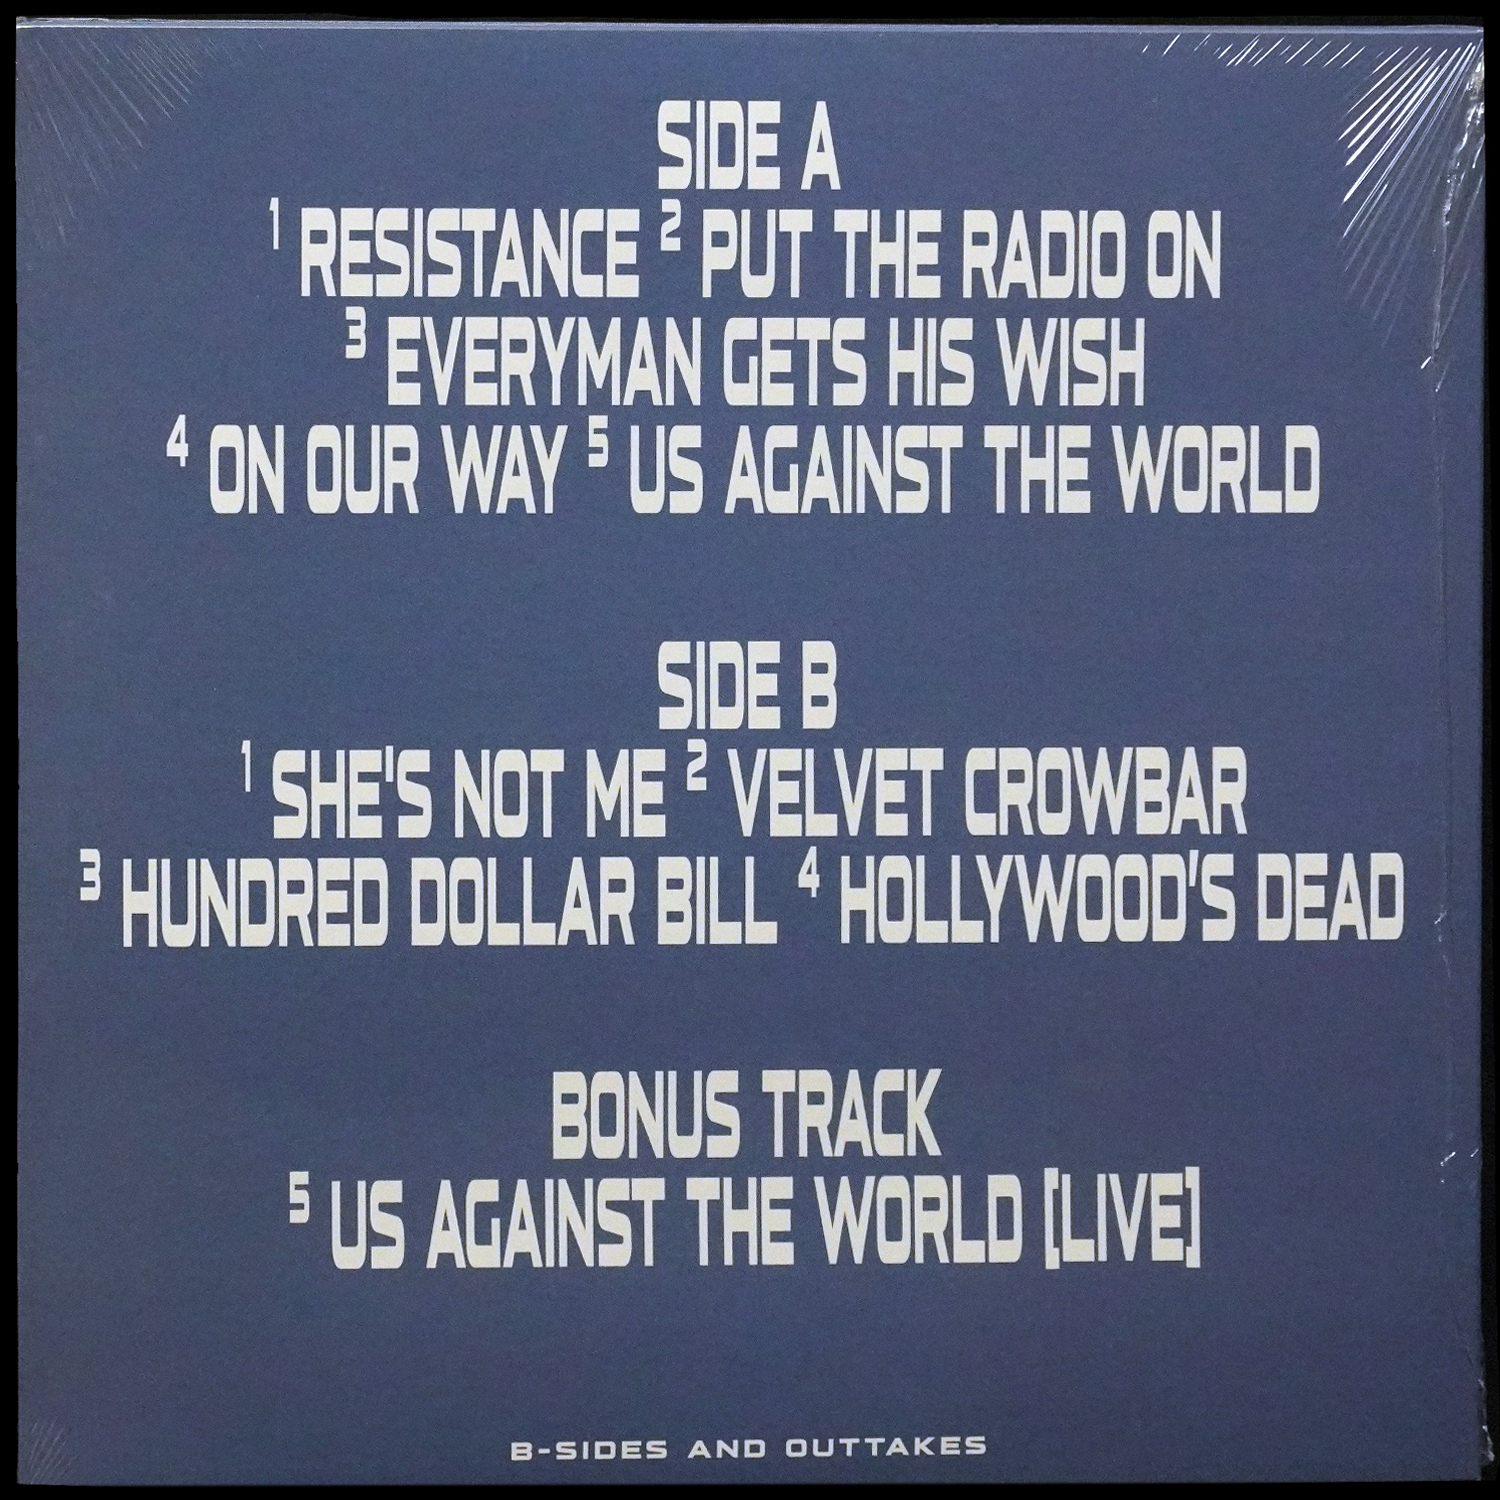 SIDE A
1 RESISTANCE 2 PUT THE RADIO ON
3 EVERYMAN GETS HIS WISH
4 ON OUR WAY 5 US AGAINST THE WORLD
SIDE B
1 SHE'S NOT ME 2 VELVET CROWBAR
3 HUNDRED DOLLAR BILL 4 HOLLYWOOD'S DEAD
BONUS TRACK
5 US AGAINST THE WORLD [LIVE]
B-SIDES AND OUTTAKES